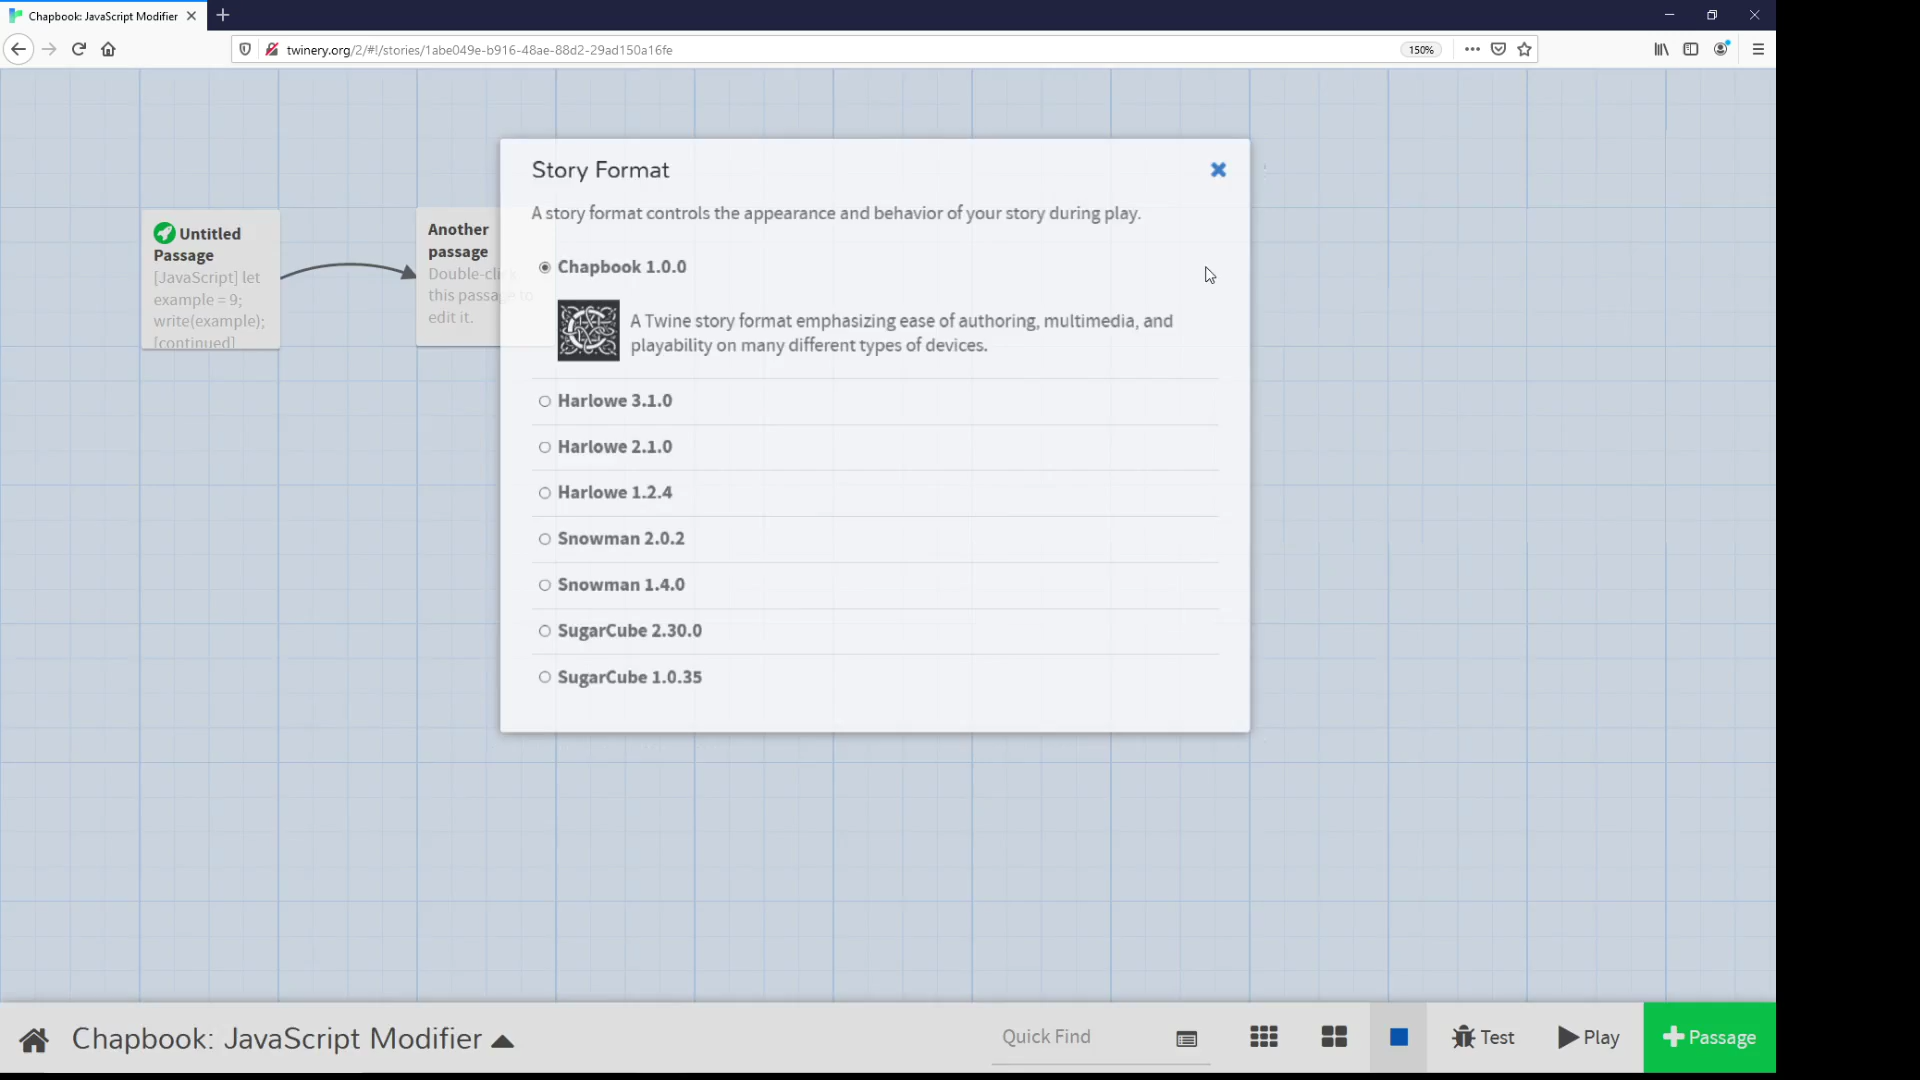 Chapbook: JavaScript Modifier
twinery.org/2/#!/stories/1abe049e-b916-48ae-88d2-29ad150a16fe
150%
Story Format
A story format controls the appearance and behavior of your story during play.
Untitled
Passage
[JavaScript] let
example = 9;
write(example);
[continued]
Another
passage
Double-click
this passage to
edit it.
Chapbook 1.0.0
A Twine story format emphasizing ease of authoring, multimedia, and
playability on many different types of devices.
Harlowe 3.1.0
Harlowe 2.1.0
Harlowe 1.2.4
Snowman 2.0.2
Snowman 1.4.0
SugarCube 2.30.0
SugarCube 1.0.35
Chapbook: JavaScript Modifier
Quick Find
Test
Play
Passage